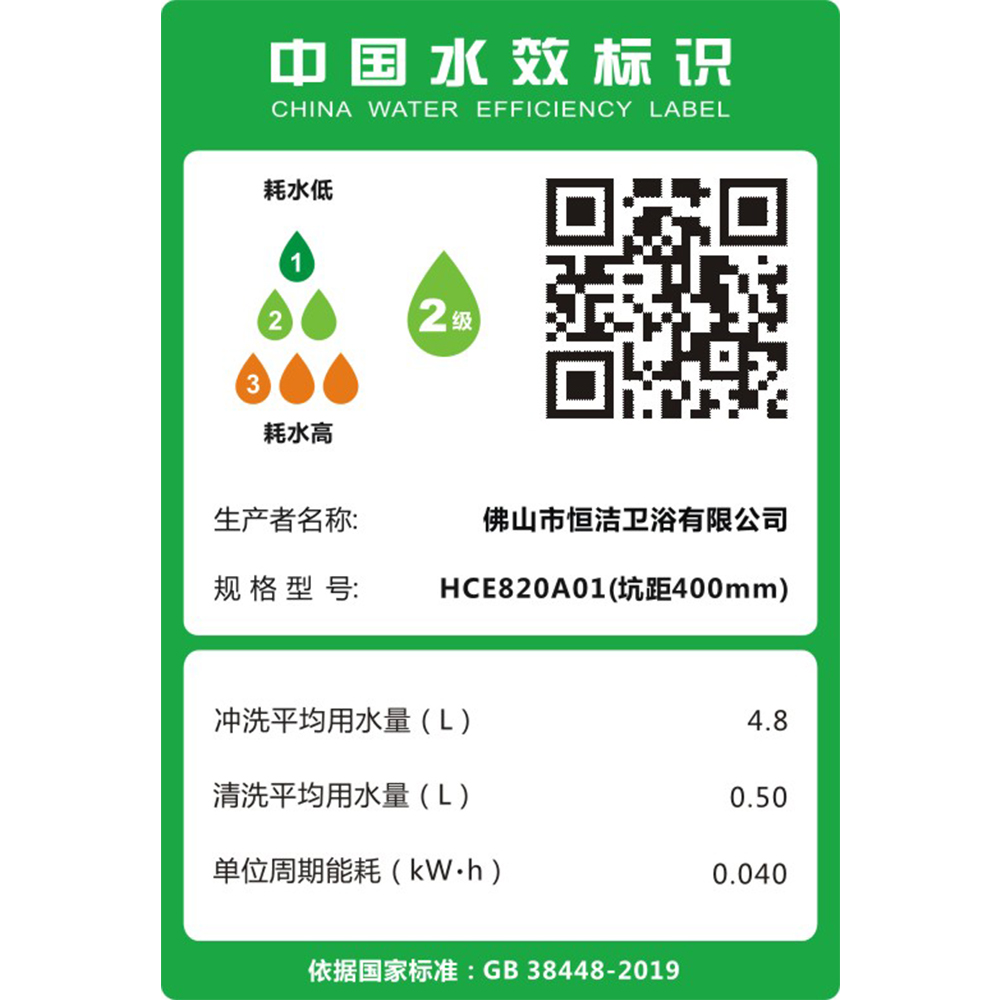 中国水效标识
CHINA WATER EFFICIENCY LABEL
耗水低
1
2
3
耗水高
2级
生产者名称: 佛山市恒洁卫浴有限公司
规格型号: HCE820A01(坑距400mm)
冲洗平均用水量(L) 4.8
清洗平均用水量(L) 0.50
单位周期能耗(kW·h) 0.040
依据国家标准:GB 38448-2019